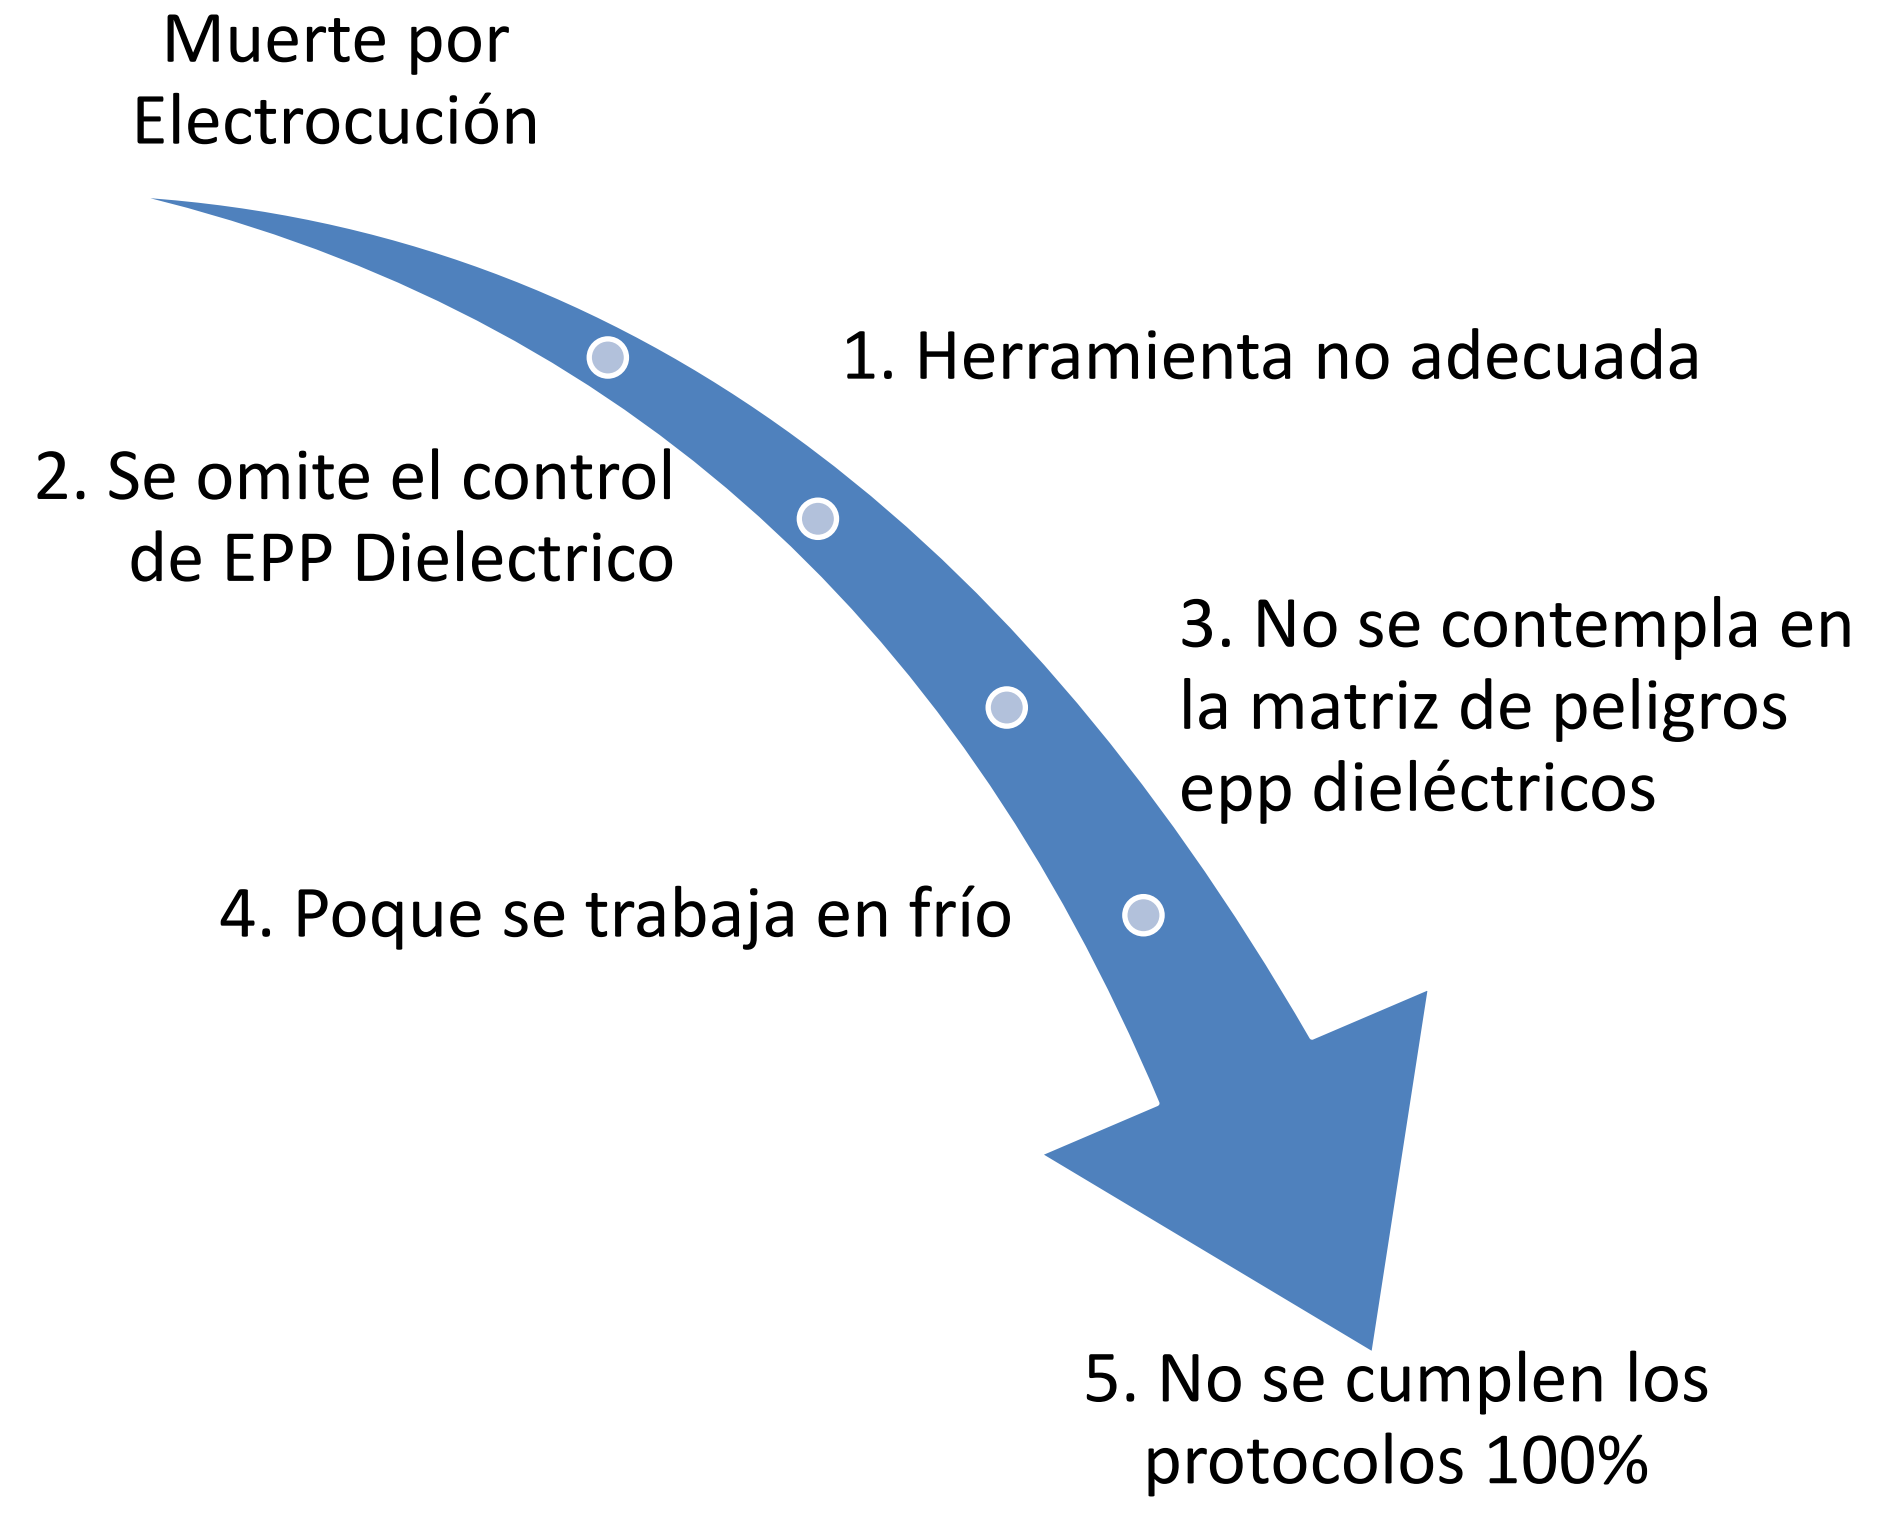 Muerte por
Electrocución
1. Herramienta no adecuada
2. Se omite el control
de EPP Dielectrico
3. No se contempla en
la matriz de peligros
epp dieléctricos
4. Poque se trabaja en frío
5. No se cumplen los
protocolos 100%